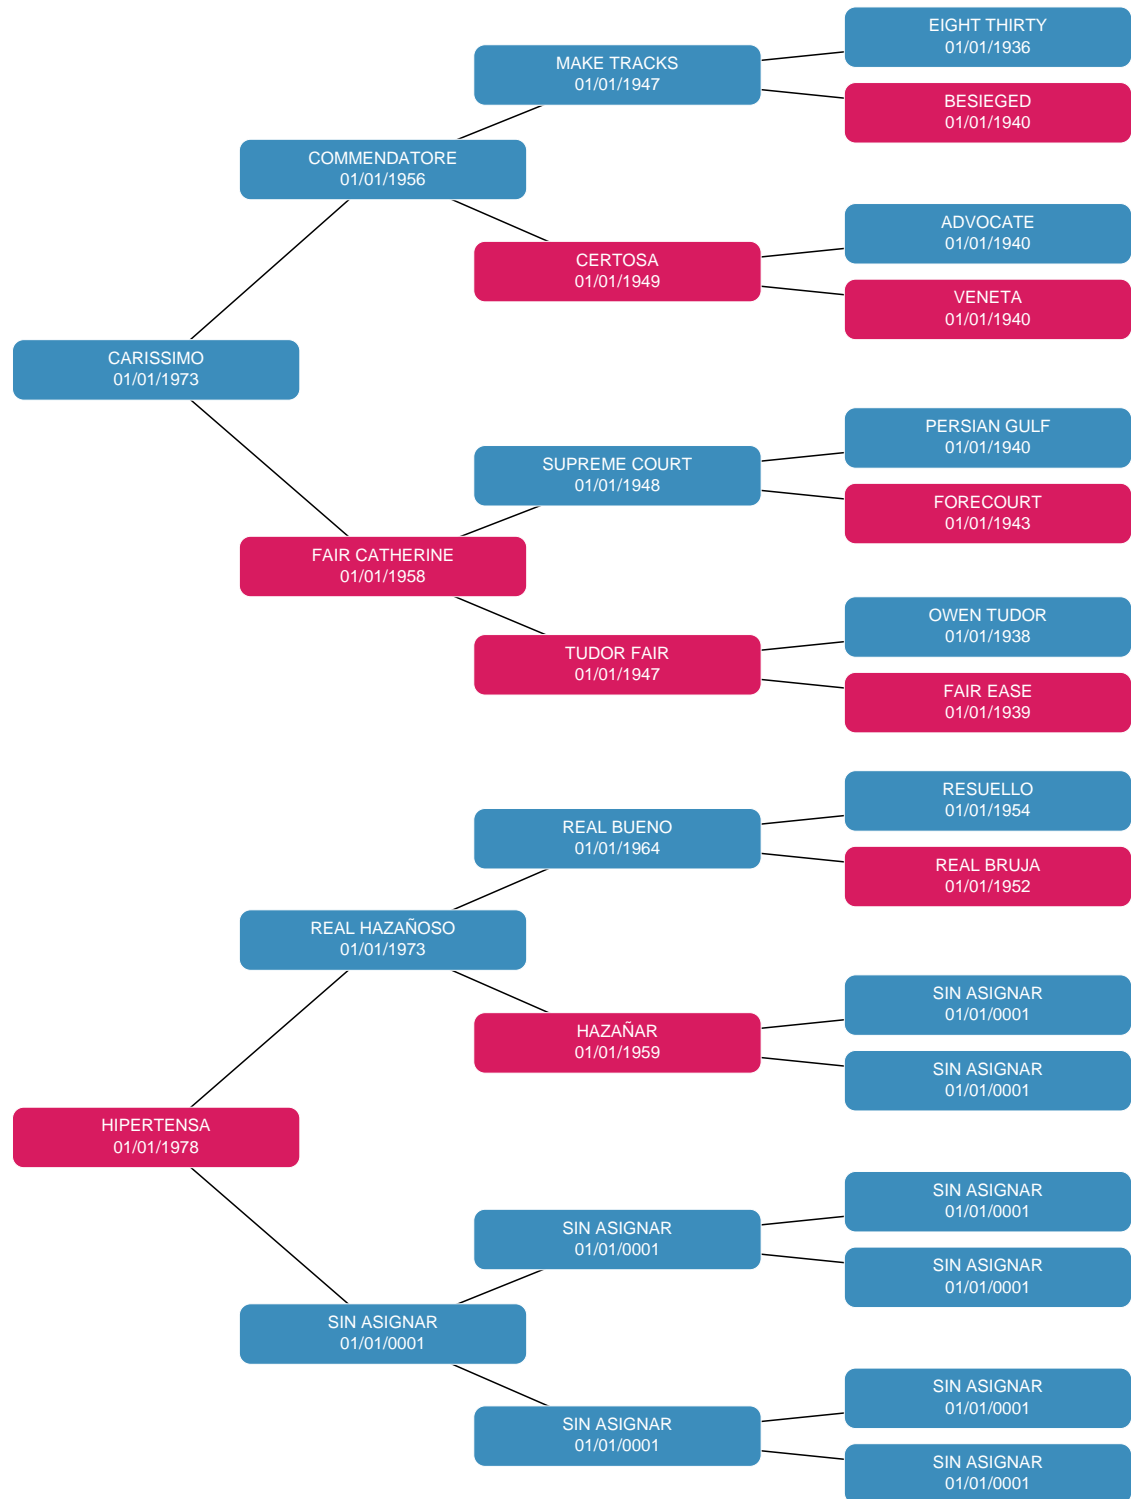 EIGHT THIRTY
01/01/1936
MAKE TRACKS
01/01/1947
BESIEGED
01/01/1940
COMMENDATORE
01/01/1956
ADVOCATE
01/01/1940
CERTOSA
01/01/1949
VENETA
01/01/1940
CARISSIMO
01/01/1973
PERSIAN GULF
01/01/1940
SUPREME COURT
01/01/1948
FORECOURT
01/01/1943
FAIR CATHERINE
01/01/1958
OWEN TUDOR
01/01/1938
TUDOR FAIR
01/01/1947
FAIR EASE
01/01/1939
RESUELLO
01/01/1954
REAL BUENO
01/01/1964
REAL BRUJA
01/01/1952
REAL HAZAÑOSO
01/01/1973
SIN ASIGNAR
01/01/0001
HAZAÑAR
01/01/1959
SIN ASIGNAR
01/01/0001
HIPERTENSA
01/01/1978
SIN ASIGNAR
01/01/0001
SIN ASIGNAR
01/01/0001
SIN ASIGNAR
01/01/0001
SIN ASIGNAR
01/01/0001
SIN ASIGNAR
01/01/0001
SIN ASIGNAR
01/01/0001
SIN ASIGNAR
01/01/0001